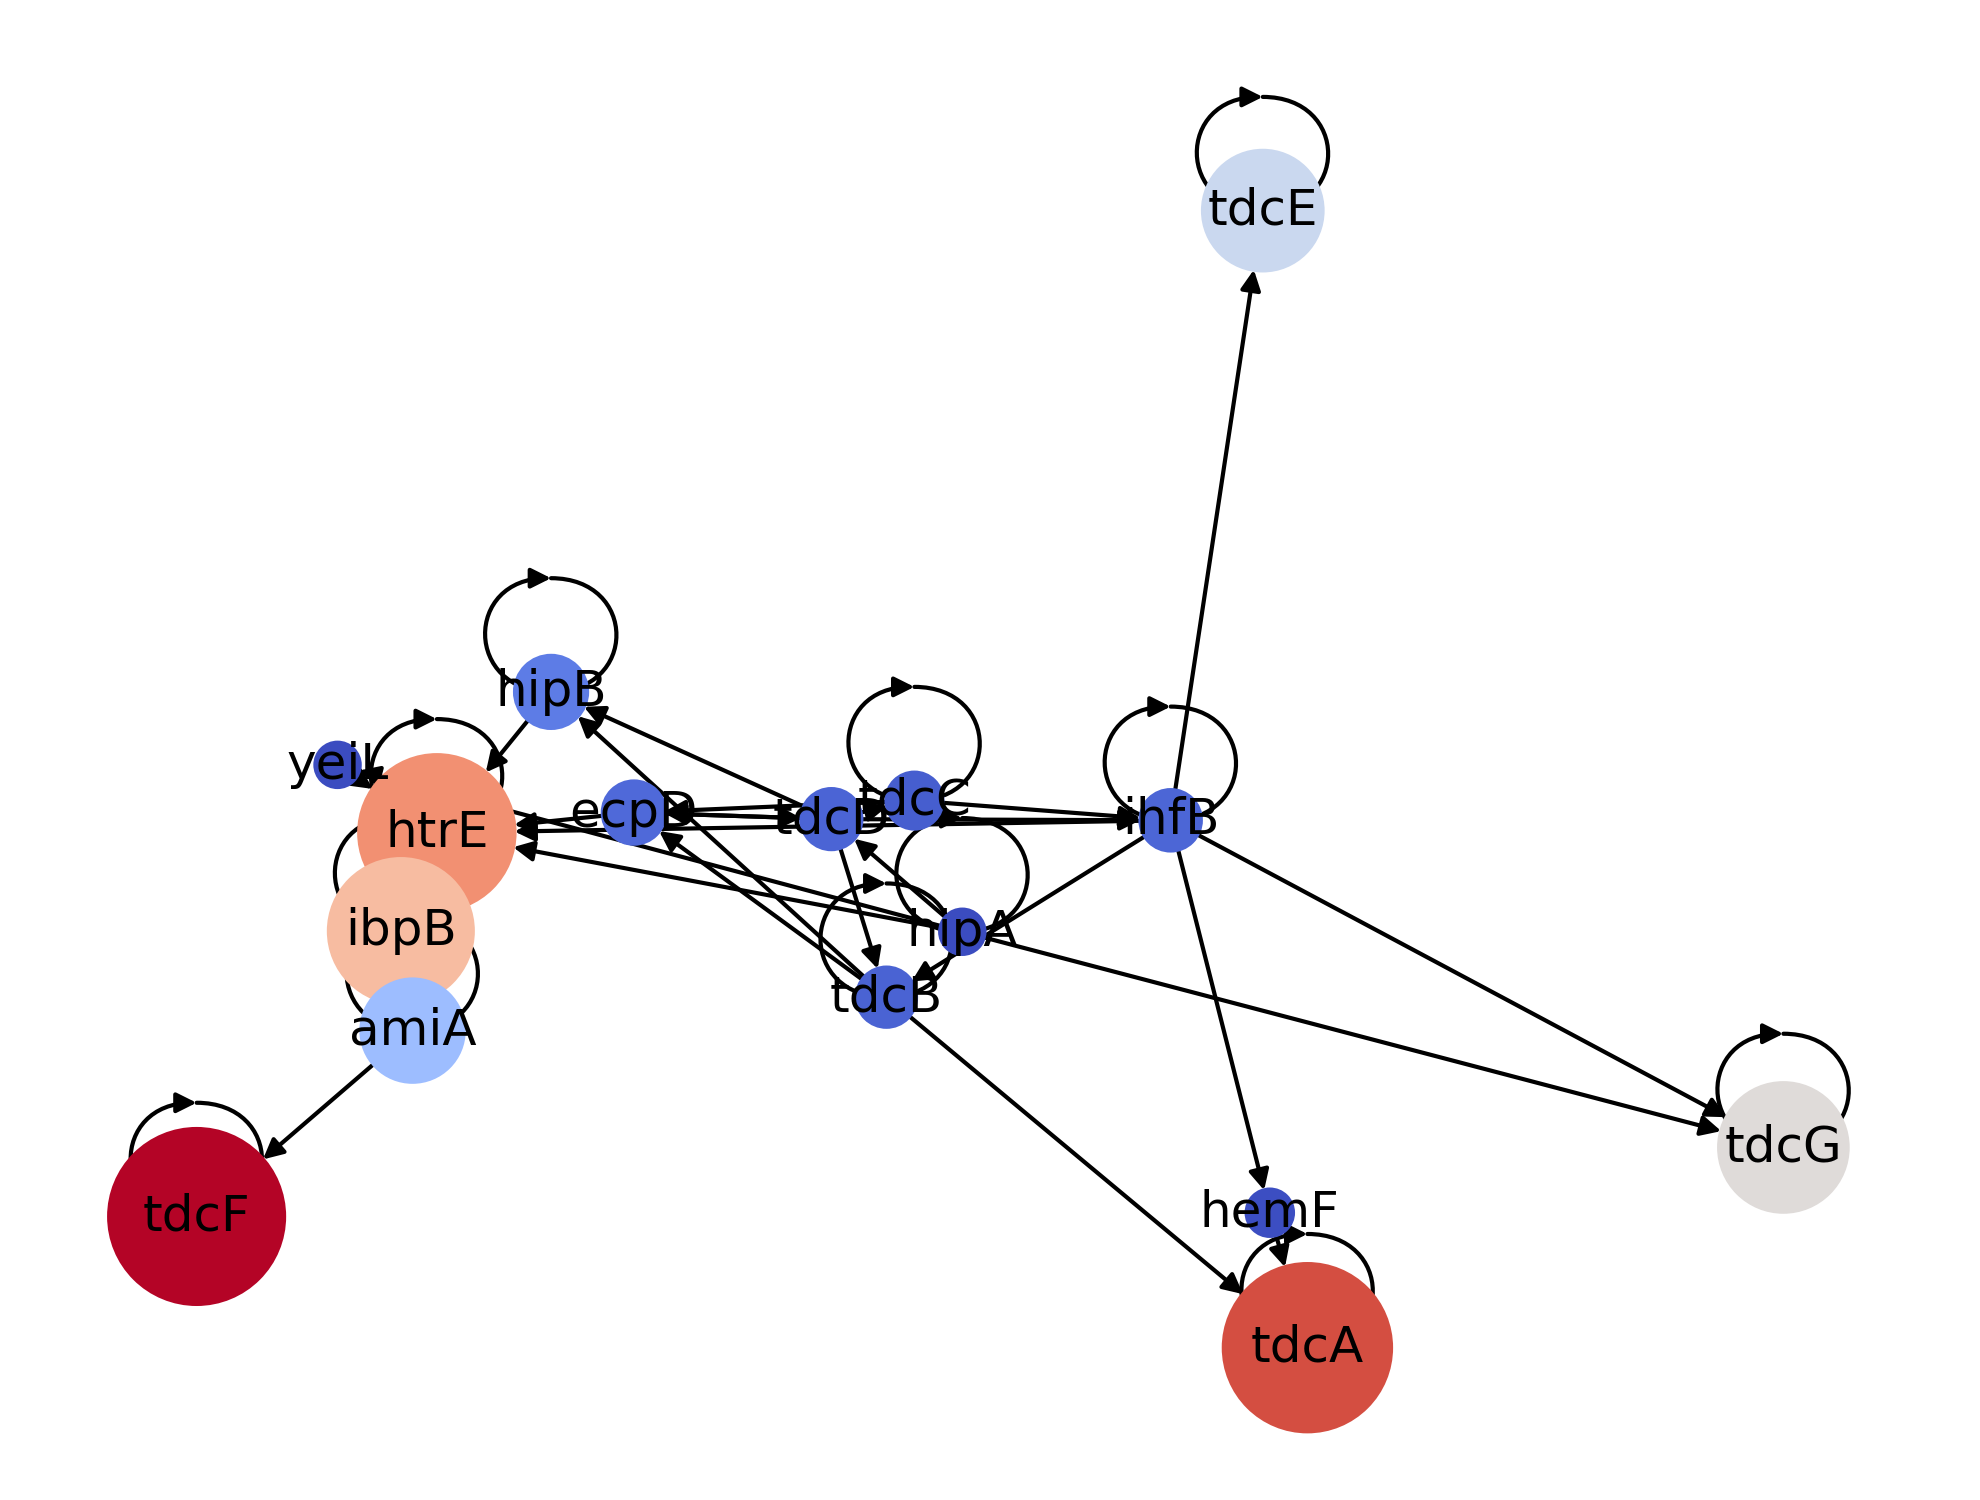 tdcE
hipB
yeiL
tdcC
ecpD
tdcD
ihfB
htrE
ibpB
hipA
tdcB
amiA
tdcG
hemF
tdcF
tdcA